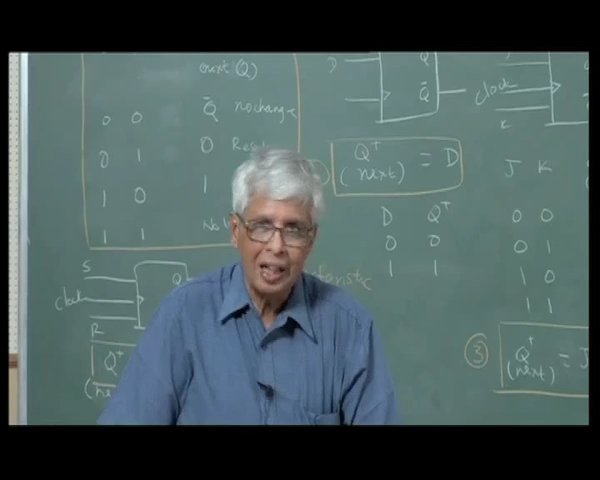 next (Q)
0 0 Q̄ no change
0 1 0 Reset
1 0 1
1 1
S
Q
clock
R
Q⁺
D
Q
Q̄
Q⁺ = D
(next)
D Q⁺
0 0
1 1
clock
K
J K
0 0
0 1
1 0
1 1
③
Q⁺ = J
(next)